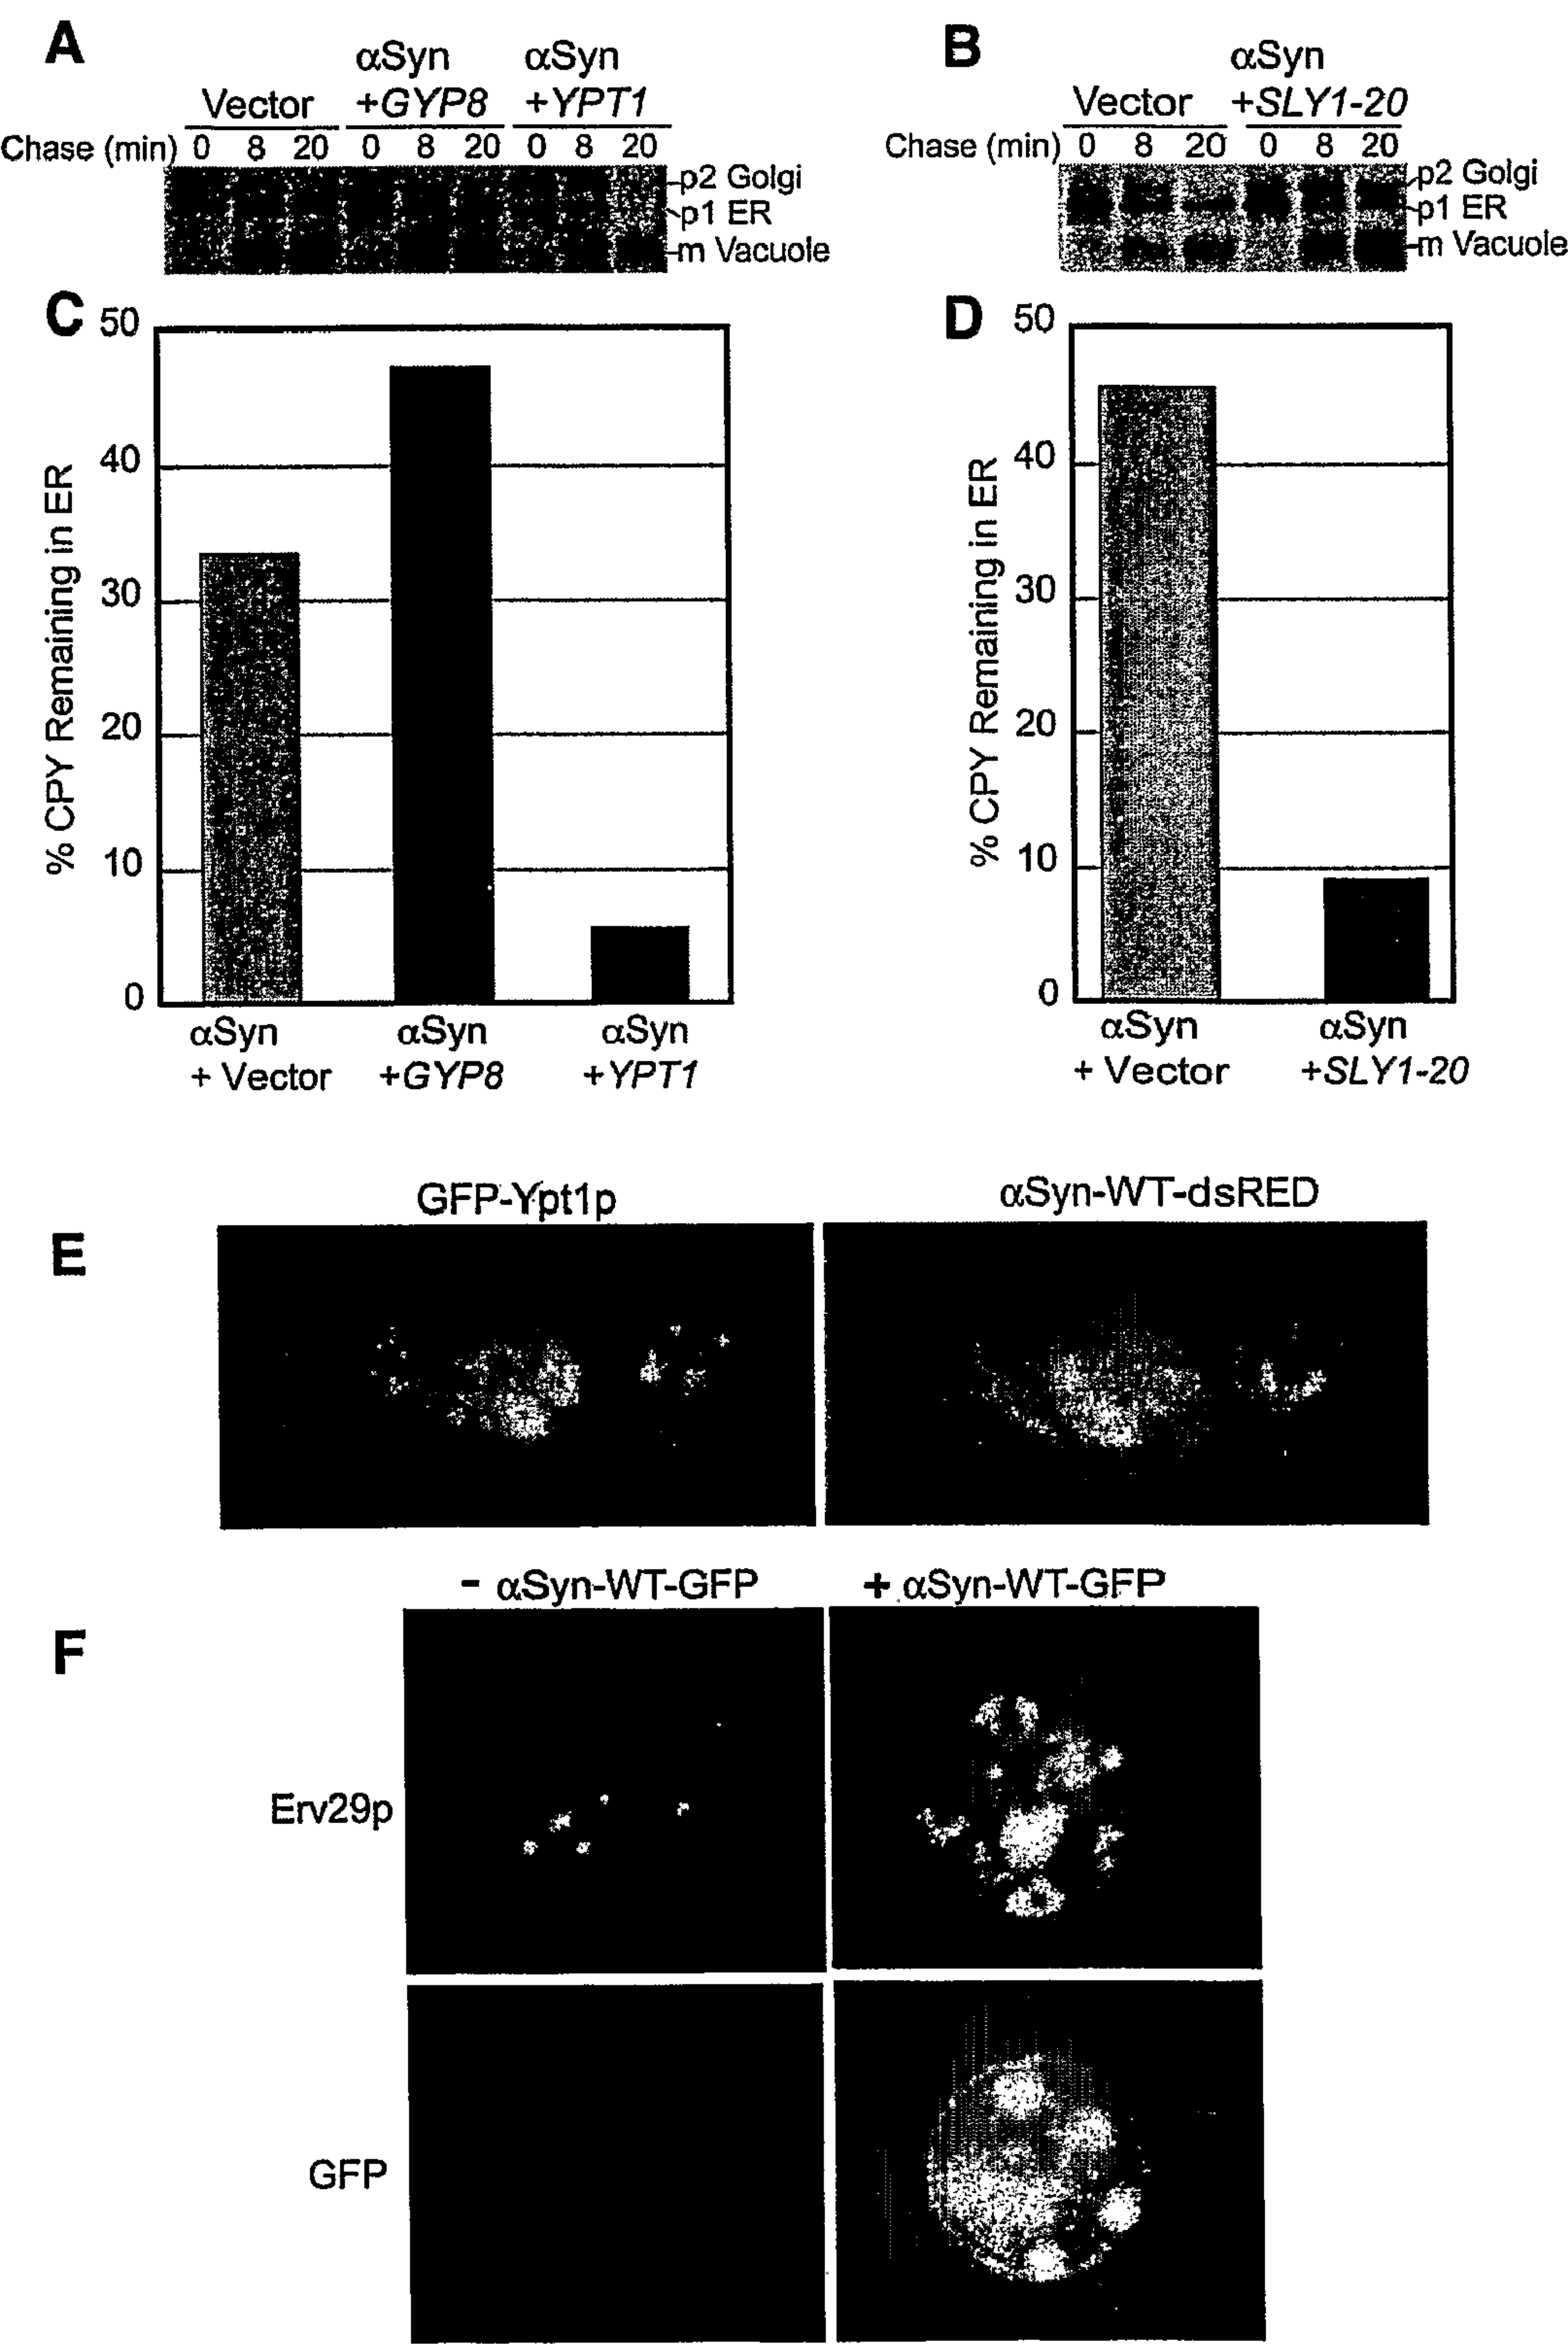 A
αSyn αSyn
Vector +GYP8 +YPT1
Chase (min) 0 8 20 0 8 20 0 8 20
p2 Golgi
p1 ER
m Vacuole
B
αSyn
Vector +SLY1-20
Chase (min) 0 8 20 0 8 20
p2 Golgi
p1 ER
m Vacuole
C
% CPY Remaining in ER
50
40
30
20
10
0
αSyn αSyn αSyn
+ Vector +GYP8 +YPT1
D
% CPY Remaining in ER
50
40
30
20
10
0
αSyn αSyn
+ Vector +SLY1-20
E
GFP-Ypt1p αSyn-WT-dsRED
F
- αSyn-WT-GFP + αSyn-WT-GFP
Erv29p
GFP